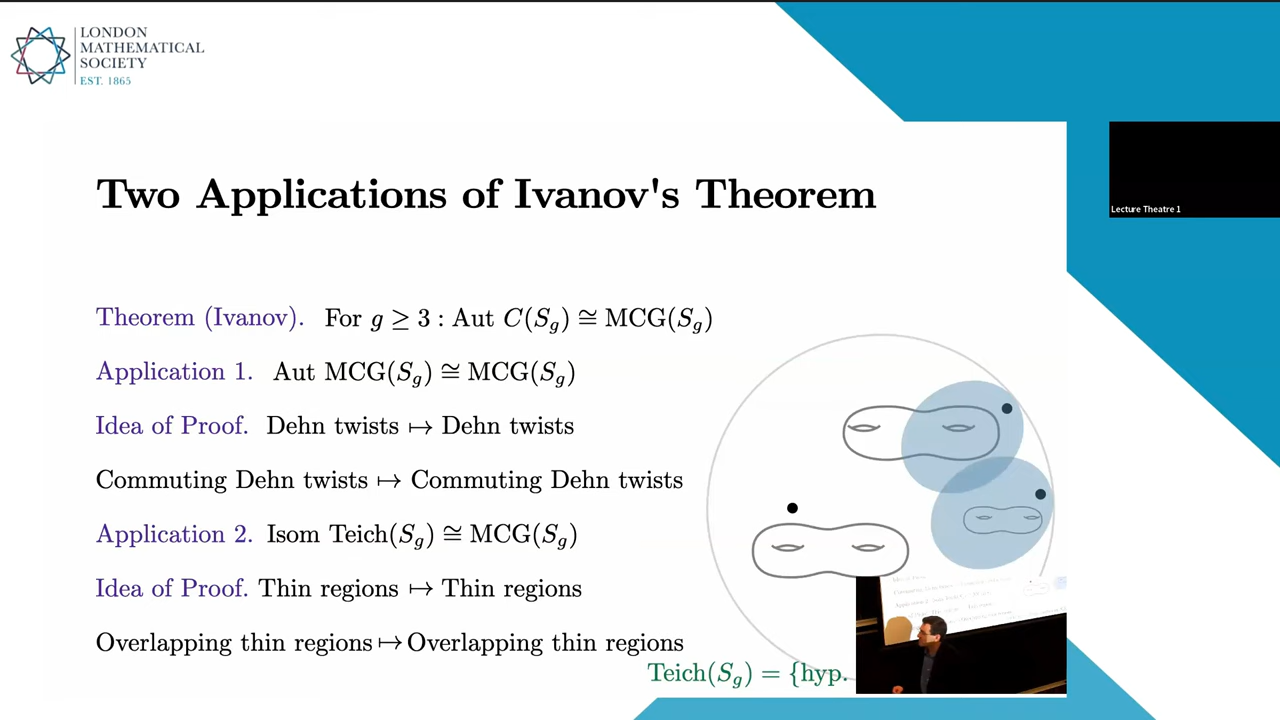 LONDON
MATHEMATICAL
SOCIETY
EST. 1865
Two Applications of Ivanov's Theorem
Lecture Theatre 1
Theorem (Ivanov). For g ≥ 3 : Aut C(S_g) ≅ MCG(S_g)
Application 1. Aut MCG(S_g) ≅ MCG(S_g)
Idea of Proof. Dehn twists ↦ Dehn twists
Commuting Dehn twists ↦ Commuting Dehn twists
Application 2. Isom Teich(S_g) ≅ MCG(S_g)
Idea of Proof. Thin regions ↦ Thin regions
Overlapping thin regions ↦ Overlapping thin regions
Teich(S_g) = {hyp.